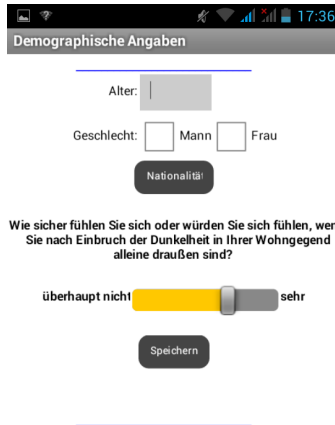 17:36
Demographische Angaben
Alter:
Geschlecht: Mann Frau
Nationalität
Wie sicher fühlen Sie sich oder würden Sie sich fühlen, wen
Sie nach Einbruch der Dunkelheit in Ihrer Wohngegend
alleine draußen sind?
überhaupt nicht sehr
Speichern